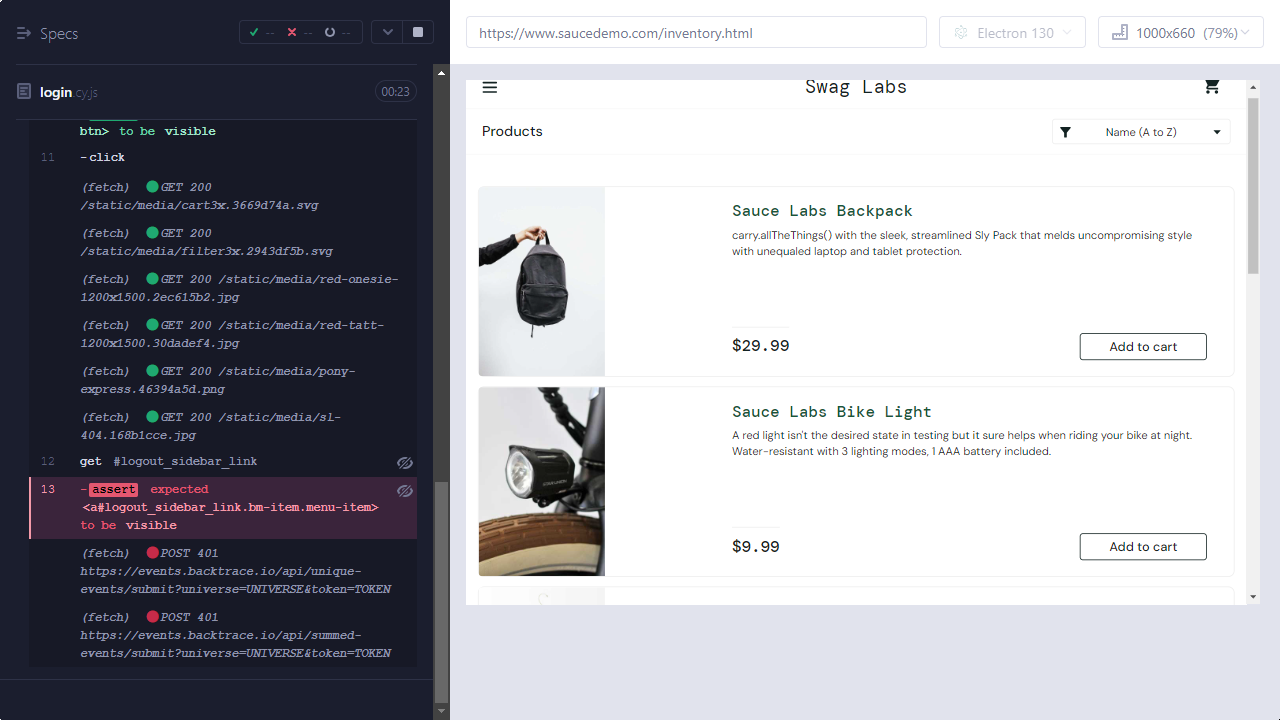 Specs
-- -- --
login.cy.js
00:23
btn> to be visible
11 -click
(fetch) GET 200
/static/media/cart3x.3669d74a.svg
(fetch) GET 200
/static/media/filter3x.2943df5b.svg
(fetch) GET 200 /static/media/red-onesie-
1200x1500.2ec615b2.jpg
(fetch) GET 200 /static/media/red-tatt-
1200x1500.30dadef4.jpg
(fetch) GET 200 /static/media/pony-
express.46394a5d.png
(fetch) GET 200 /static/media/sl-
404.168b1cce.jpg
12 get #logout_sidebar_link
13 -assert expected
<a#logout_sidebar_link.bm-item.menu-item>
to be visible
(fetch) POST 401
https://events.backtrace.io/api/unique-
events/submit?universe=UNIVERSE&token=TOKEN
(fetch) POST 401
https://events.backtrace.io/api/summed-
events/submit?universe=UNIVERSE&token=TOKEN
https://www.saucedemo.com/inventory.html
Electron 130
1000x660 (79%)
Swag Labs
Products
Name (A to Z)
Sauce Labs Backpack
carry.allTheThings() with the sleek, streamlined Sly Pack that melds uncompromising style
with unequaled laptop and tablet protection.
$29.99
Add to cart
Sauce Labs Bike Light
A red light isn't the desired state in testing but it sure helps when riding your bike at night.
Water-resistant with 3 lighting modes, 1 AAA battery included.
$9.99
Add to cart